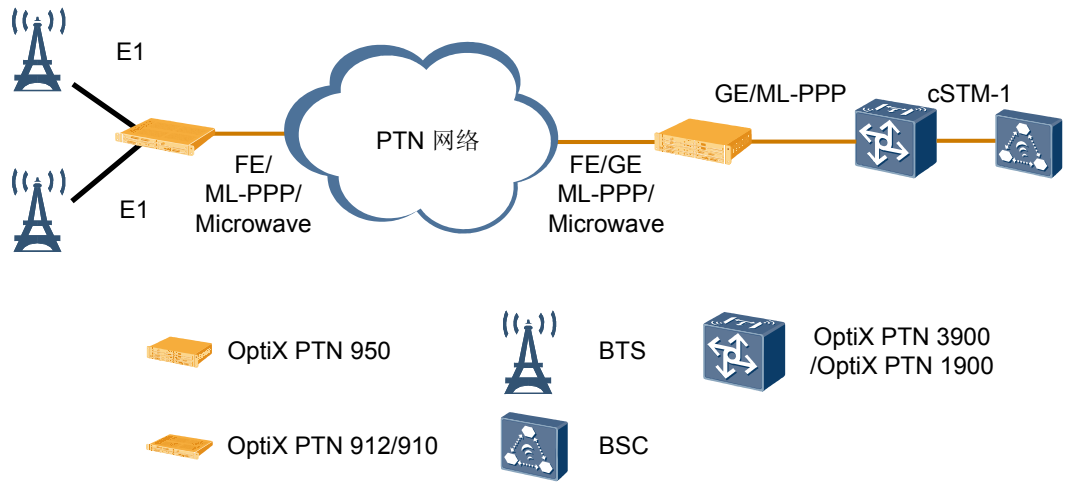 E1
E1
FE/
ML-PPP/
Microwave
PTN 网络
FE/GE
ML-PPP/
Microwave
GE/ML-PPP
cSTM-1
OptiX PTN 950
BTS
OptiX PTN 3900
/OptiX PTN 1900
OptiX PTN 912/910
BSC